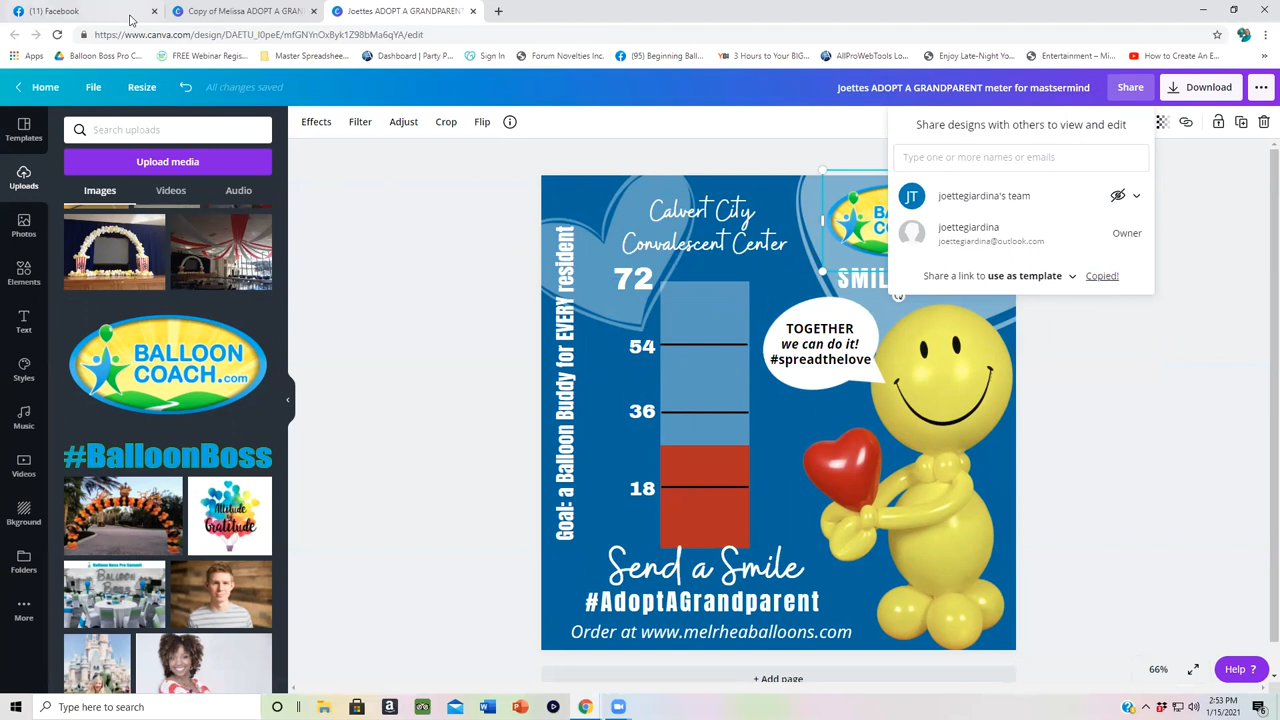 (11) Facebook
Copy of Melissa ADOPT A GRAN
Joettes ADOPT A GRANDPARENT
https://www.canva.com/design/DAETU_I0peE/mfGNYnOxByk1Z98bMa6qYA/edit
Apps
Balloon Boss Pro C...
FREE Webinar Regis...
Master Spreadshee...
Dashboard | Party P...
Sign In
Forum Novelties Inc.
(95) Beginning Ball...
3 Hours to Your BIG...
AllProWebTools Lo...
Enjoy Late-Night Yo...
Entertainment – Mi...
How to Create An E...
Home
File
Resize
All changes saved
Joettes ADOPT A GRANDPARENT meter for mastsermind
Share
Download
Templates
Uploads
Photos
Elements
Text
Styles
Music
Videos
Bkground
Folders
More
Search uploads
Upload media
Images
Videos
Audio
BALLOON
COACH.com
#BalloonBoss
Attitude
of
Gratitude
Balloon Boss Pro Summit
Effects
Filter
Adjust
Crop
Flip
Share designs with others to view and edit
Type one or more names or emails
JT
joettegiardina's team
joettegiardina
joettegiardina@outlook.com
Owner
Share a link to use as template
Copied!
Calvert City
Convalescent Center
Goal: a Balloon Buddy for EVERY resident
72
54
36
18
SMIL
TOGETHER
we can do it!
#spreadthelove
Send a Smile
#AdoptAGrandparent
Order at www.melrheaballoons.com
+ Add page
66%
Help ?
Type here to search
2:53 PM
1/15/2021